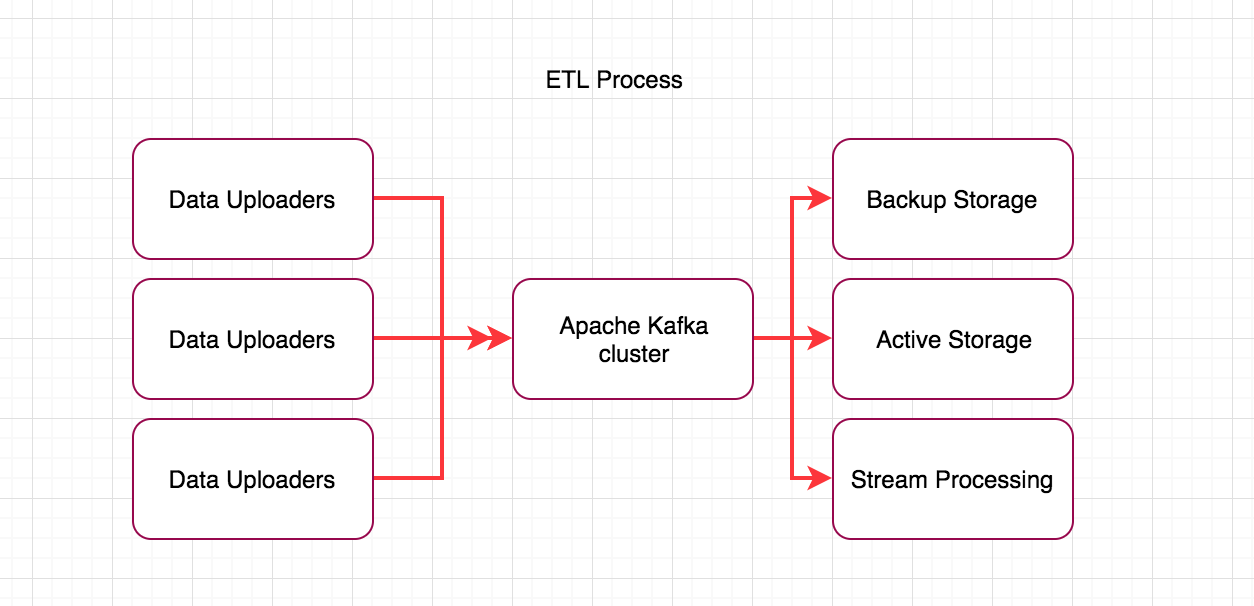 ETL Process
Data Uploaders
Data Uploaders
Data Uploaders
Apache Kafka
cluster
Backup Storage
Active Storage
Stream Processing